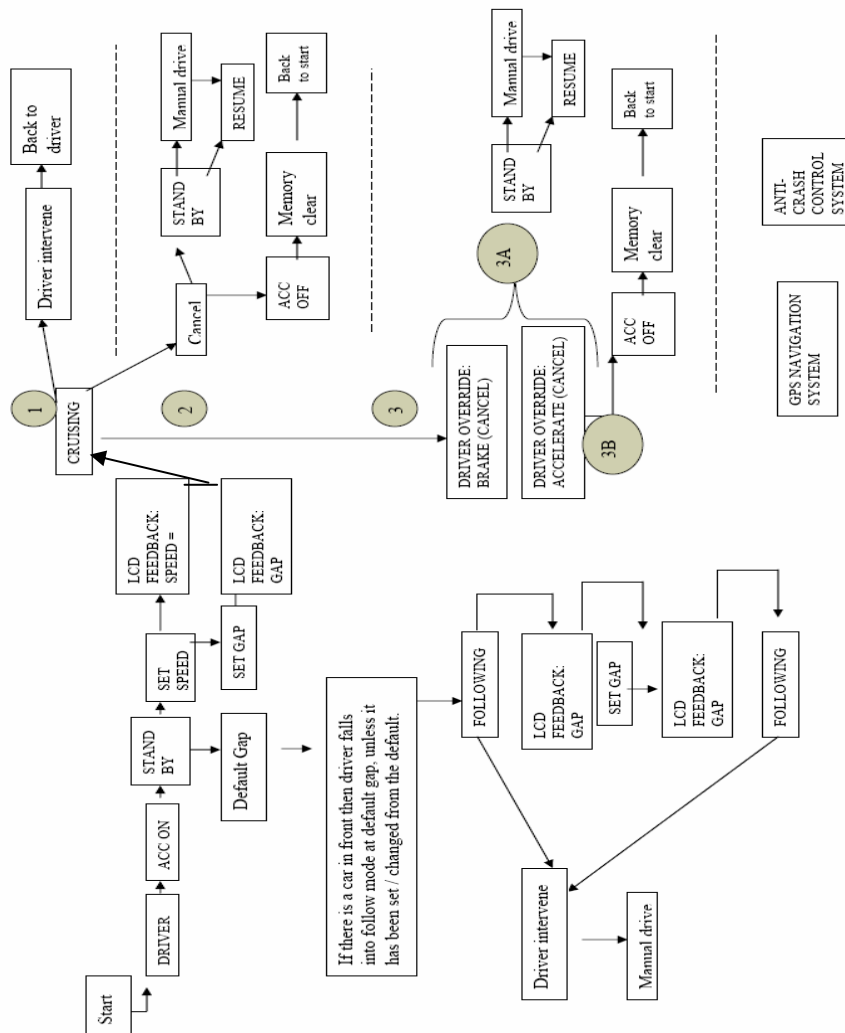 Start
DRIVER
ACC ON
STAND
BY
SET
SPEED
LCD
FEEDBACK:
SPEED =
Default Gap
SET GAP
LCD
FEEDBACK:
GAP
CRUISING
1
Driver intervene
Back to
driver
2
Cancel
STAND
BY
Manual drive
RESUME
ACC
OFF
Memory
clear
Back
to start
3
DRIVER OVERRIDE:
BRAKE (CANCEL)
DRIVER OVERRIDE:
ACCELERATE (CANCEL)
3A
STAND
BY
Manual drive
RESUME
3B
ACC
OFF
Memory
clear
Back
to start
If there is a car in front then driver falls
into follow mode at default gap, unless it
has been set / changed from the default.
FOLLOWING
LCD
FEEDBACK:
GAP
SET GAP
LCD
FEEDBACK:
GAP
FOLLOWING
Driver intervene
Manual drive
GPS NAVIGATION
SYSTEM
ANTI-
CRASH
CONTROL
SYSTEM